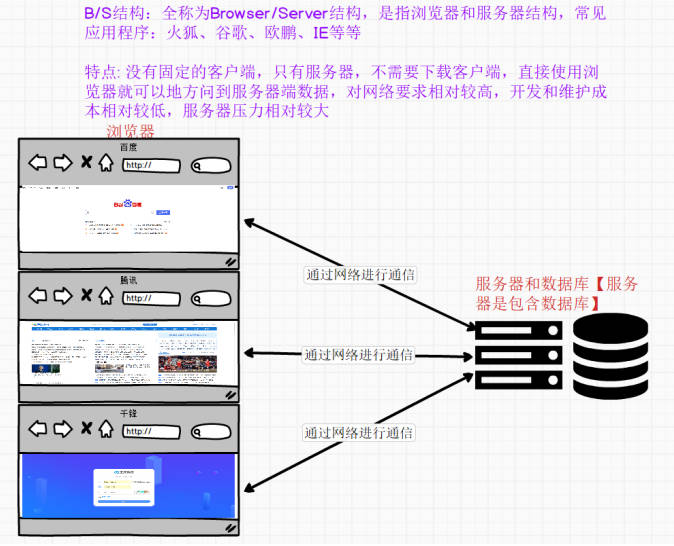 B/S结构：全称为Browser/Server结构，是指浏览器和服务器结构，常见
应用程序：火狐、谷歌、欧鹏、IE等等
特点: 没有固定的客户端，只有服务器，不需要下载客户端，直接使用浏
览器就可以地方问到服务器端数据，对网络要求相对较高，开发和维护成
本相对较低，服务器压力相对较大
浏览器
百度
http://
Bai 百度
通过网络进行通信
服务器和数据库【服务
器是包含数据库】
腾讯
http://
通过网络进行通信
千锋
http://
通过网络进行通信